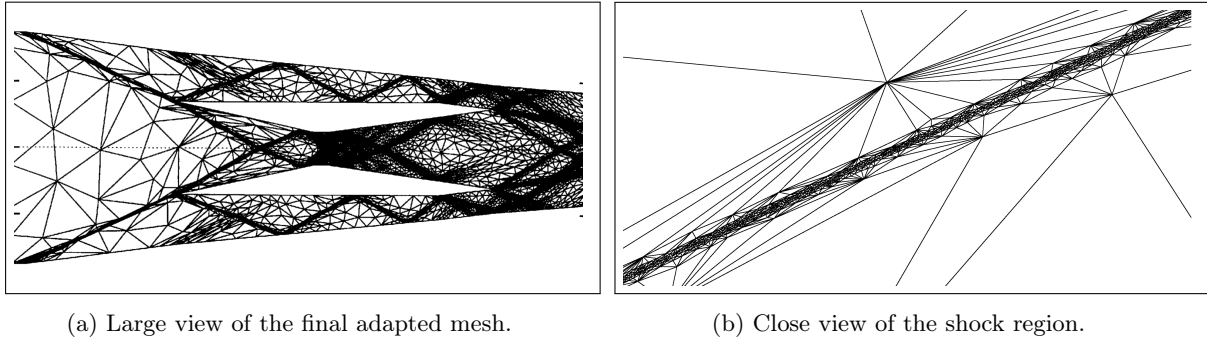 (a) Large view of the final adapted mesh.
(b) Close view of the shock region.